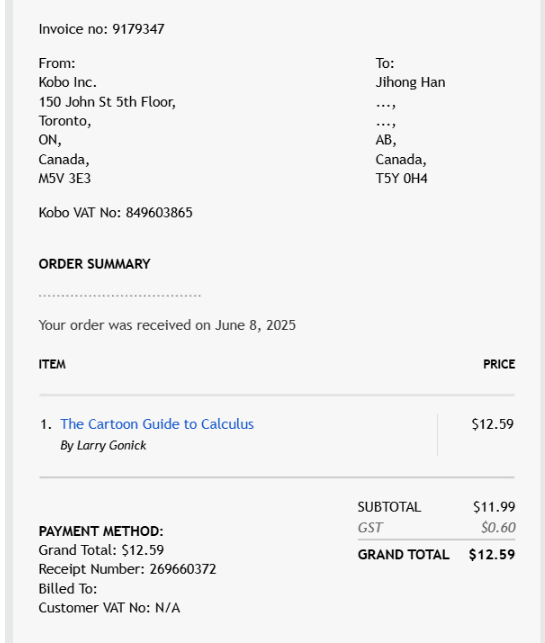 Invoice no: 9179347
From:
Kobo Inc.
150 John St 5th Floor,
Toronto,
ON,
Canada,
M5V 3E3
To:
Jihong Han
...,
...,
AB,
Canada,
T5Y 0H4
Kobo VAT No: 849603865
ORDER SUMMARY
Your order was received on June 8, 2025
ITEM PRICE
1. The Cartoon Guide to Calculus $12.59
By Larry Gonick
SUBTOTAL $11.99
GST $0.60
GRAND TOTAL $12.59
PAYMENT METHOD:
Grand Total: $12.59
Receipt Number: 269660372
Billed To:
Customer VAT No: N/A